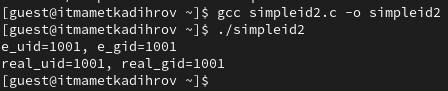 [guest@itmametkadihrov ~]$ gcc simpleid2.c -o simpleid2
[guest@itmametkadihrov ~]$ ./simpleid2
e_uid=1001, e_gid=1001
real_uid=1001, real_gid=1001
[guest@itmametkadihrov ~]$